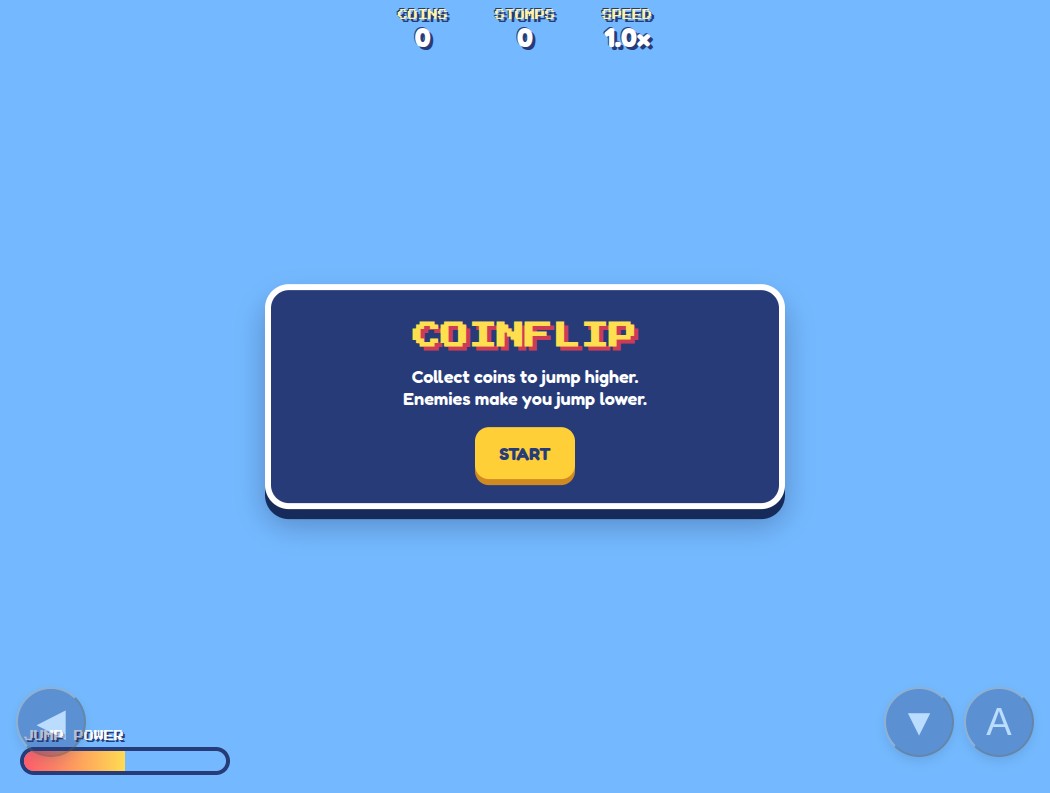 COINS STOMPS SPEED
0 0 1.0×
COINFLIP
Collect coins to jump higher.
Enemies make you jump lower.
START
JUMP POWER
A